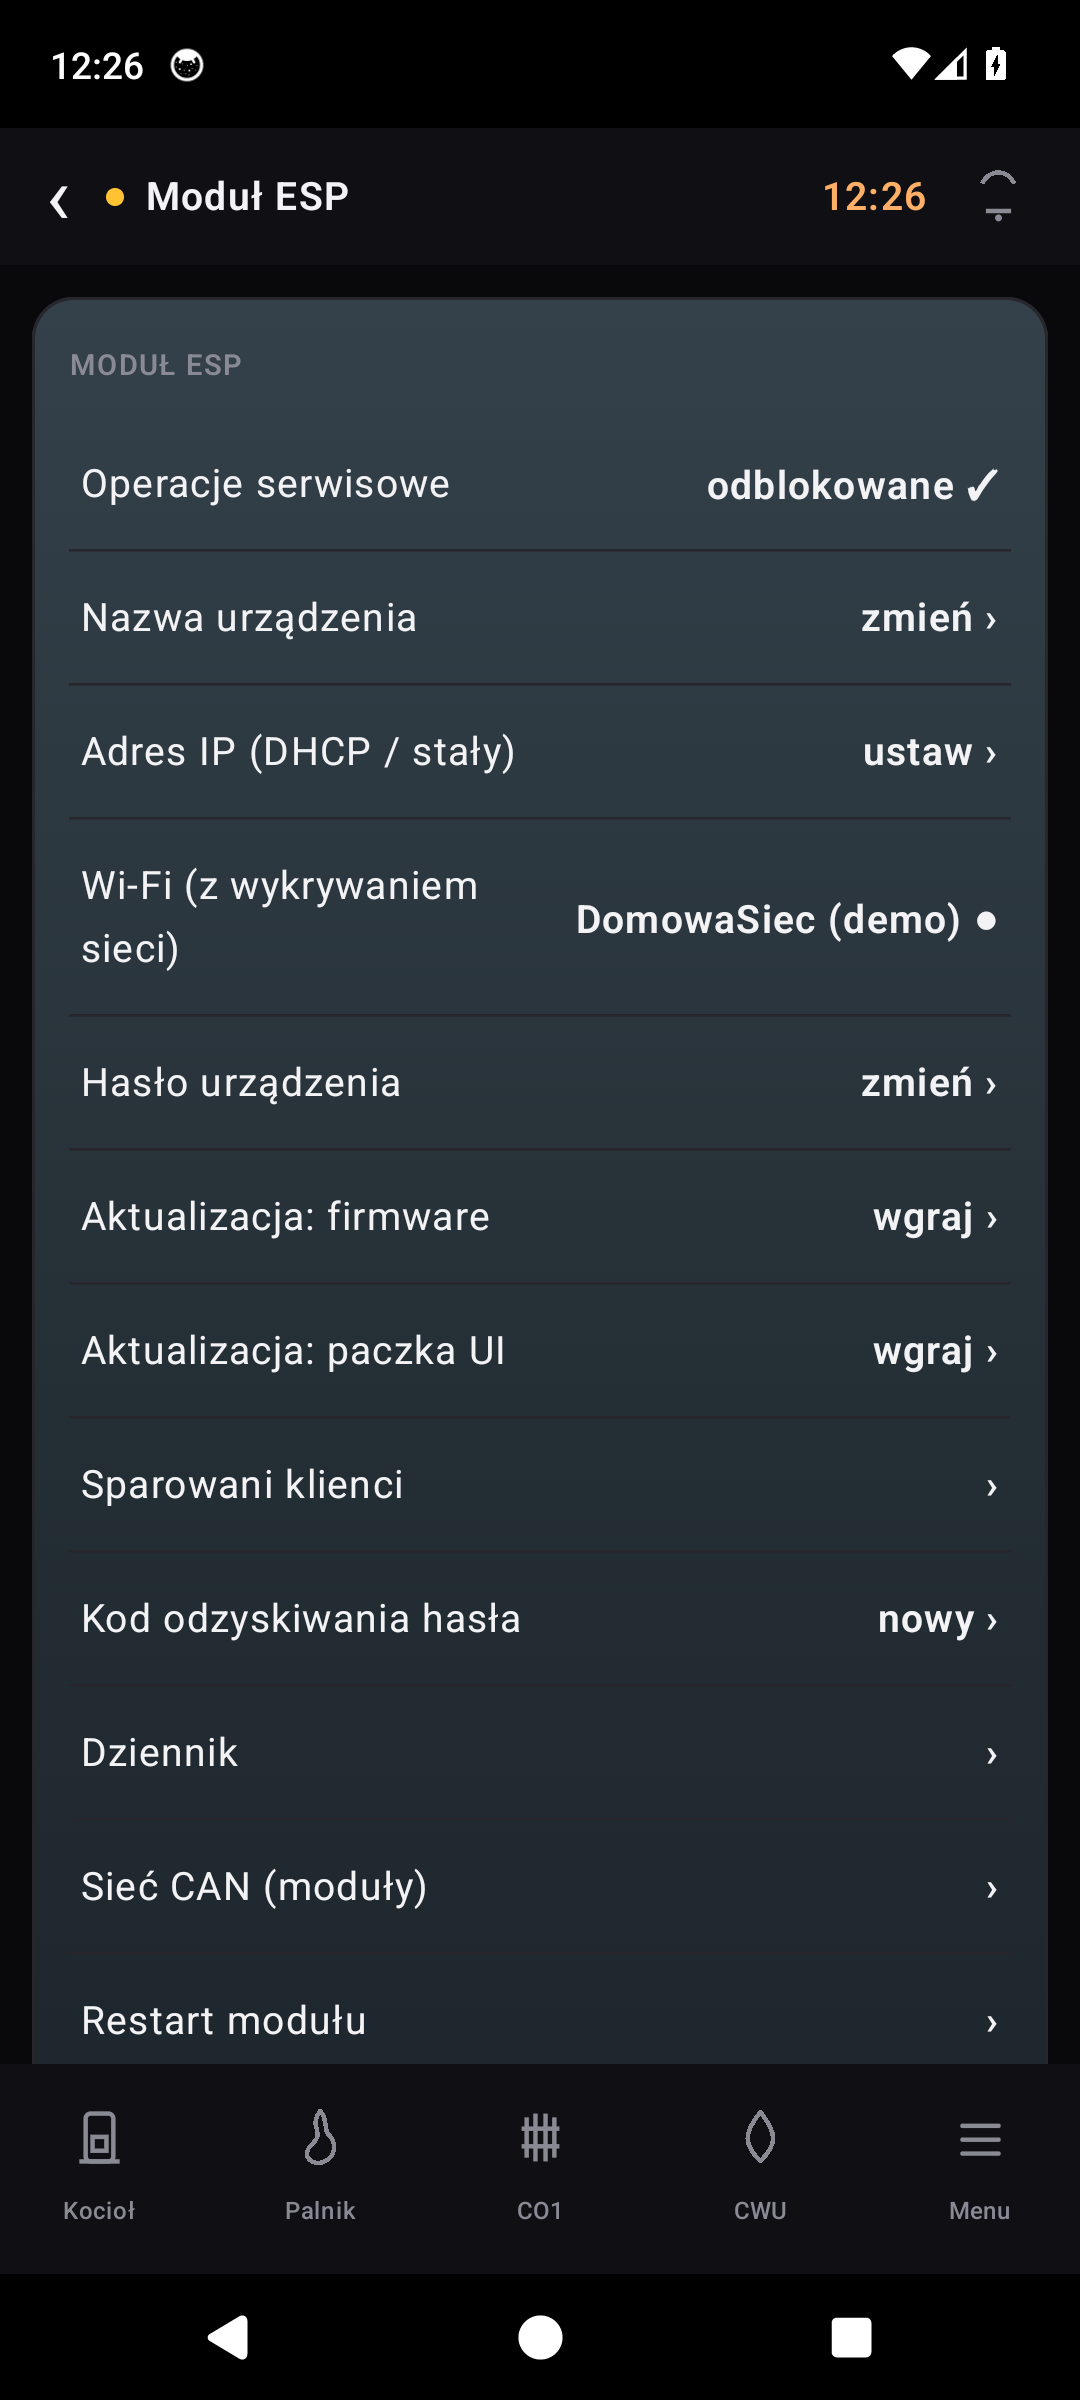 12:26
‹ Moduł ESP 12:26
MODUŁ ESP
Operacje serwisowe odblokowane ✓
Nazwa urządzenia zmień ›
Adres IP (DHCP / stały) ustaw ›
Wi-Fi (z wykrywaniem
sieci) DomowaSiec (demo) ●
Hasło urządzenia zmień ›
Aktualizacja: firmware wgraj ›
Aktualizacja: paczka UI wgraj ›
Sparowani klienci ›
Kod odzyskiwania hasła nowy ›
Dziennik ›
Sieć CAN (moduły) ›
Restart modułu ›
Kocioł Palnik CO1 CWU Menu